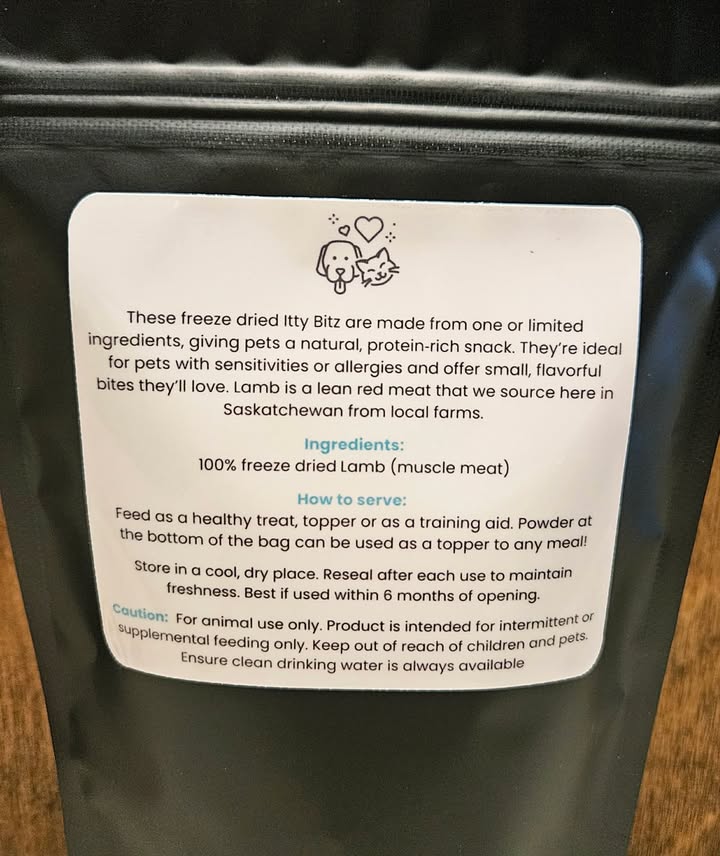 These freeze dried Itty Bitz are made from one or limited
ingredients, giving pets a natural, protein-rich snack. They're ideal
for pets with sensitivities or allergies and offer small, flavorful
bites they'll love. Lamb is a lean red meat that we source here in
Saskatchewan from local farms.
Ingredients:
100% freeze dried Lamb (muscle meat)
How to serve:
Feed as a healthy treat, topper or as a training aid. Powder at
the bottom of the bag can be used as a topper to any meal!
Store in a cool, dry place. Reseal after each use to maintain
freshness. Best if used within 6 months of opening.
Caution: For animal use only. Product is intended for intermittent or
supplemental feeding only. Keep out of reach of children and pets.
Ensure clean drinking water is always available